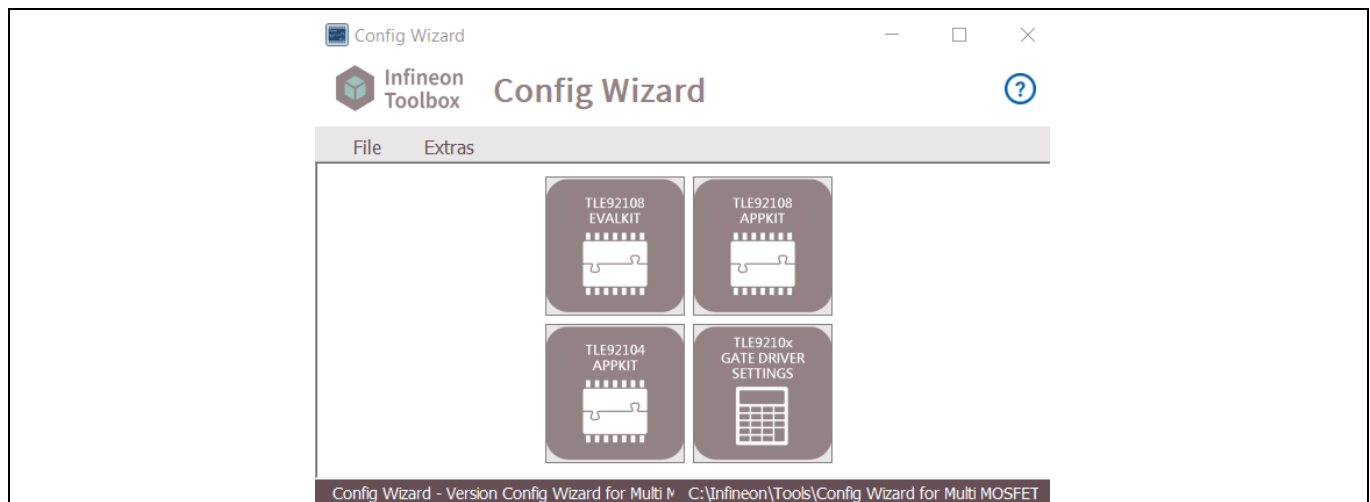 Config Wizard
Infineon
Toolbox
Config Wizard
?
File Extras
TLE92108
EVALKIT
TLE92108
APPKIT
TLE92104
APPKIT
TLE9210x
GATE DRIVER
SETTINGS
Config Wizard - Version Config Wizard for Multi M C:\Infineon\Tools\Config Wizard for Multi MOSFET